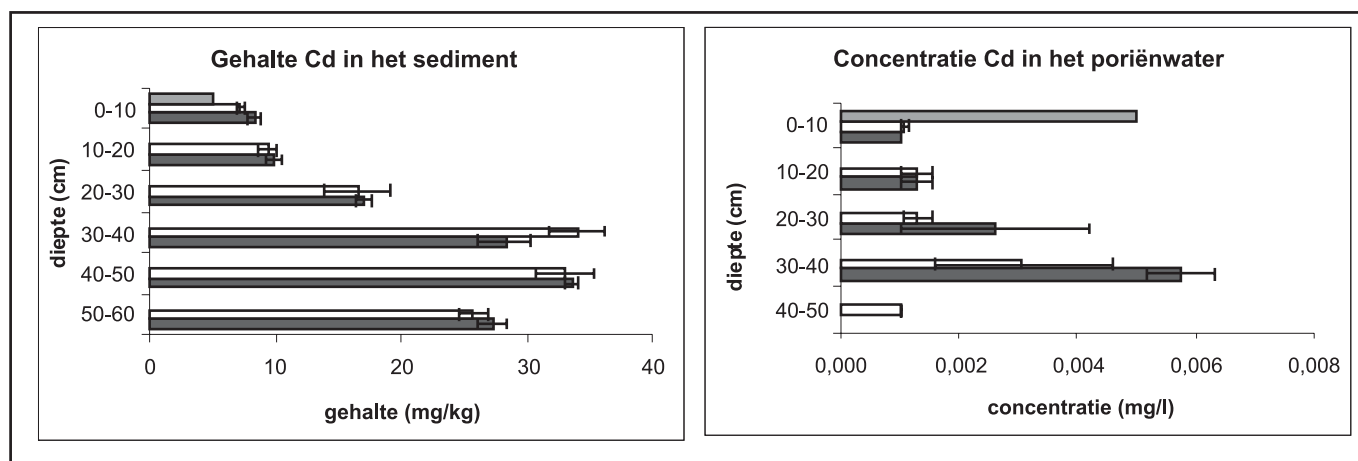 Gehalte Cd in het sediment
diepte (cm)
0-10
10-20
20-30
30-40
40-50
50-60
0 10 20 30 40
gehalte (mg/kg)
Concentratie Cd in het poriënwater
diepte (cm)
0-10
10-20
20-30
30-40
40-50
0,000 0,002 0,004 0,006 0,008
concentratie (mg/l)